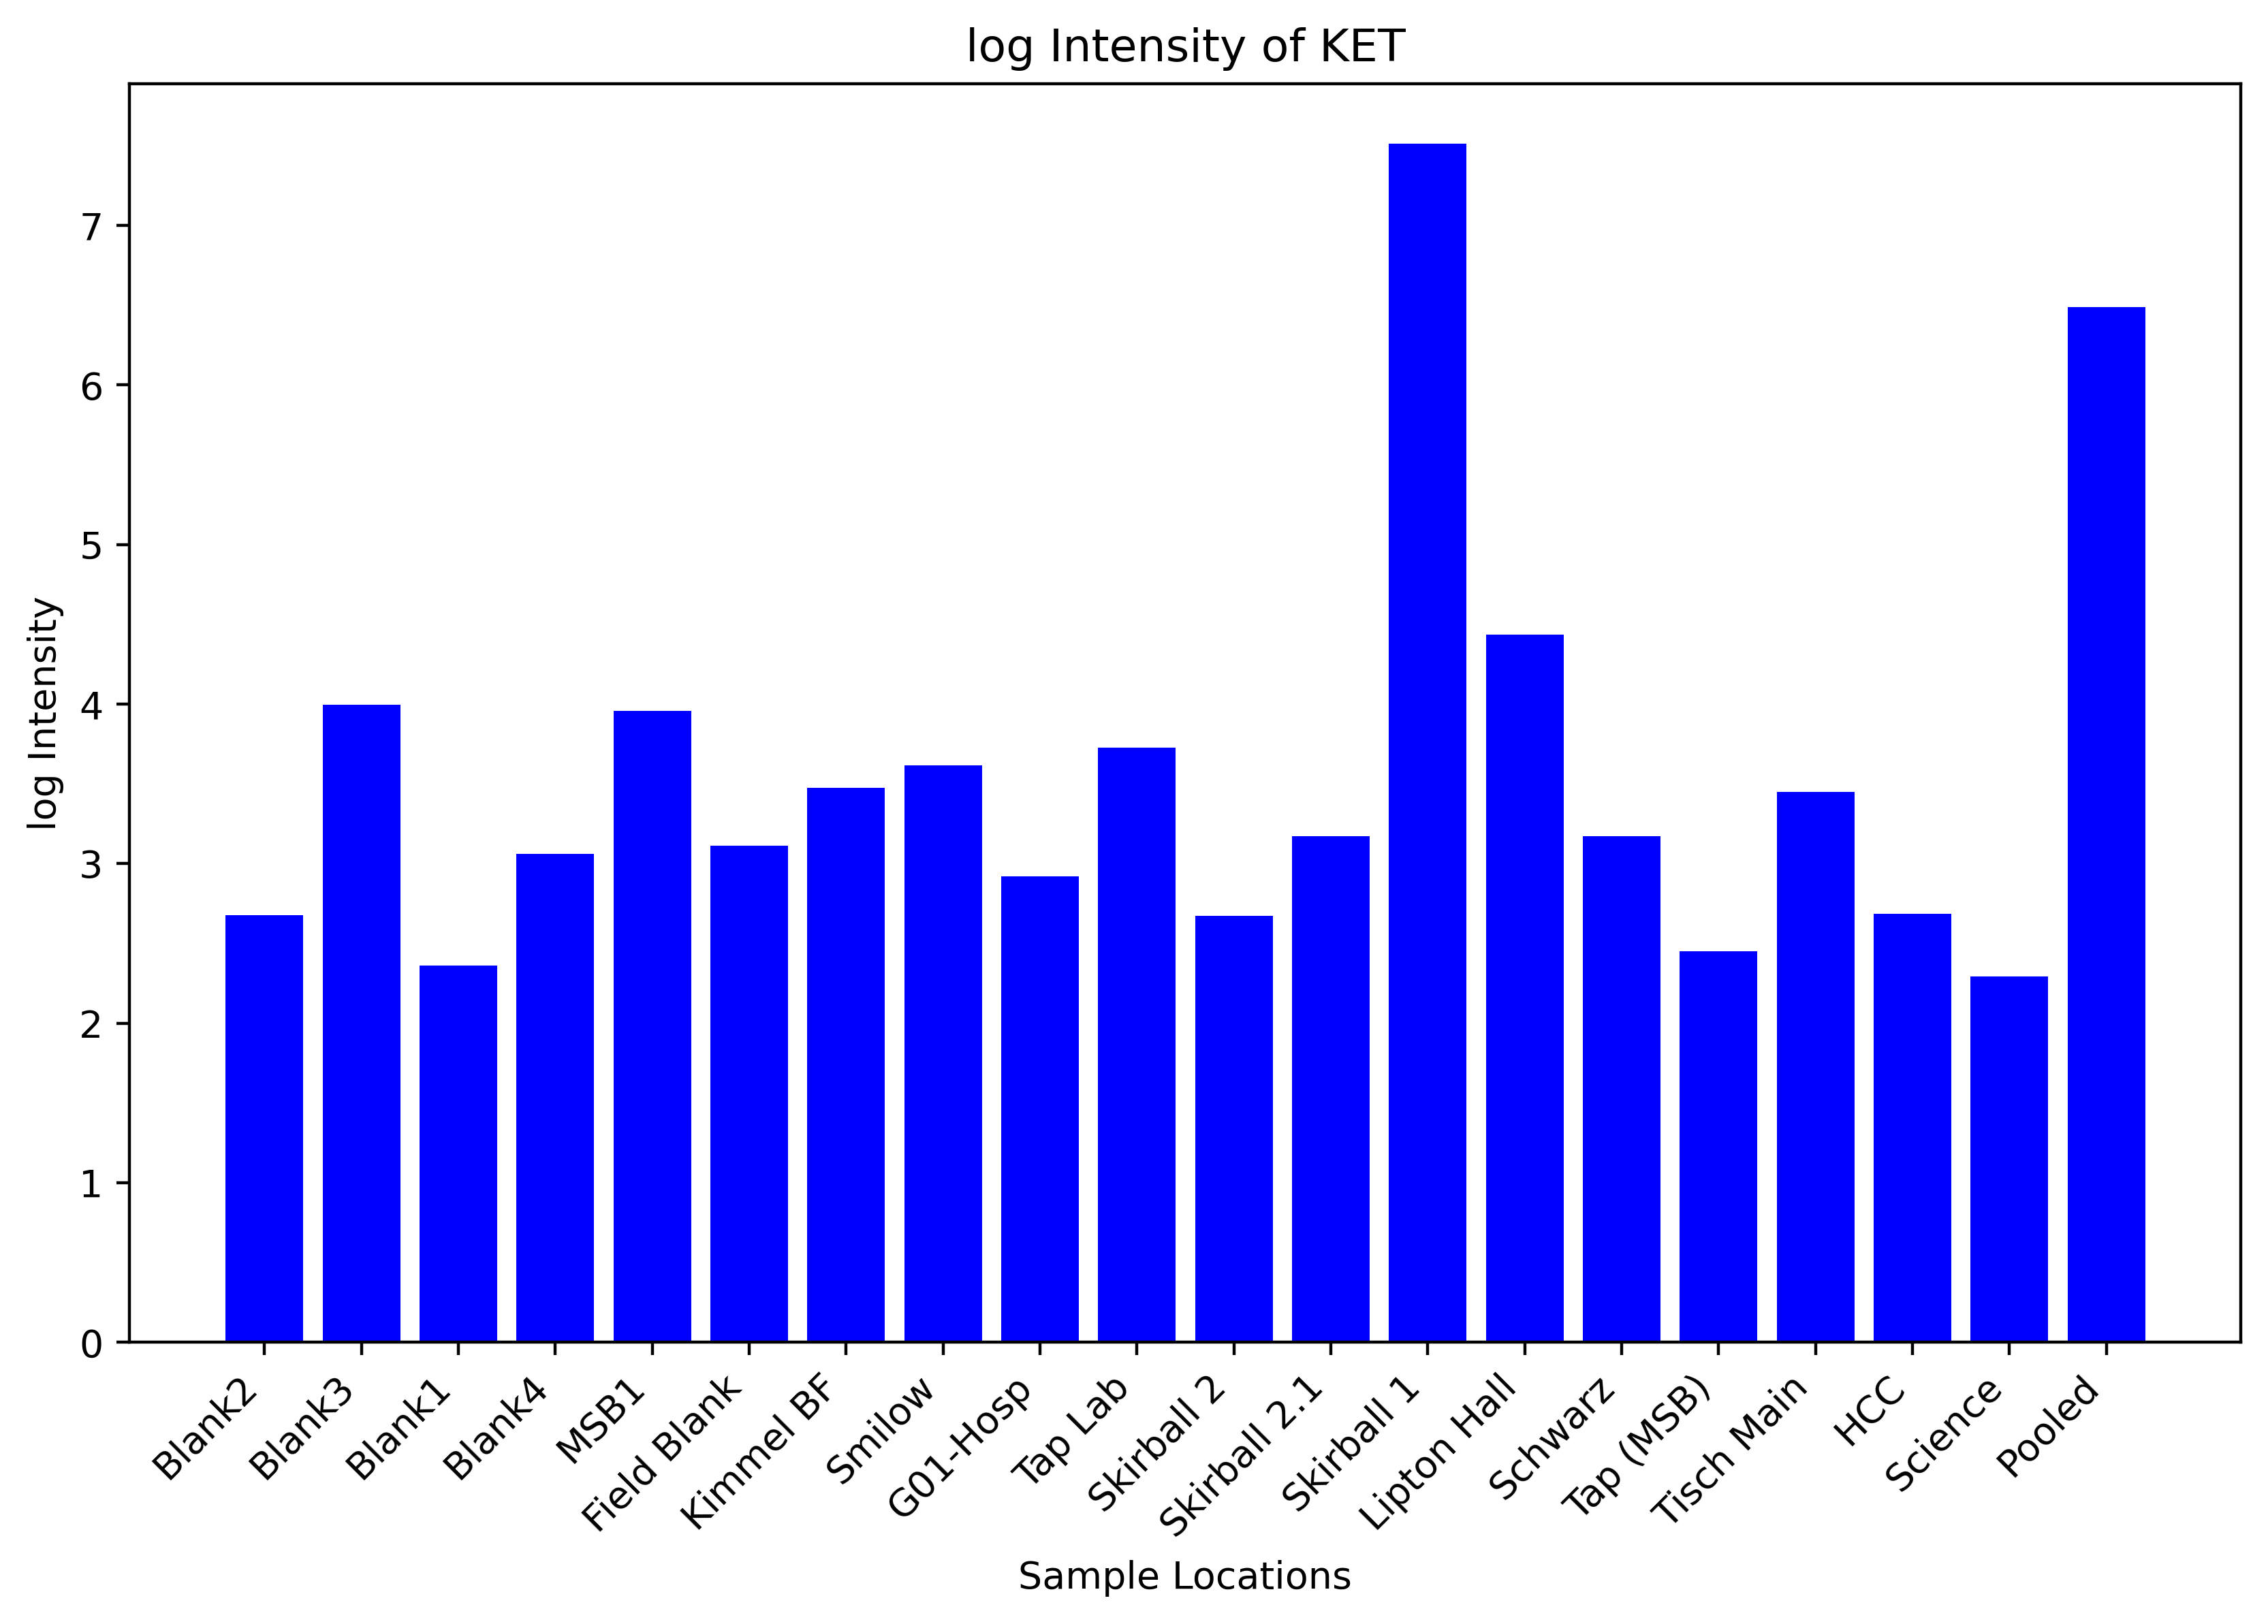 log Intensity of KET
log Intensity
7
6
5
4
3
2
1
0
Blank2
Blank3
Blank1
Blank4
MSB1
Field Blank
Kimmel BF
Smilow
G01-Hosp
Tap Lab
Skirball 2
Skirball 2.1
Skirball 1
Lipton Hall
Schwarz
Tap (MSB)
Tisch Main
HCC
Science
Pooled
Sample Locations